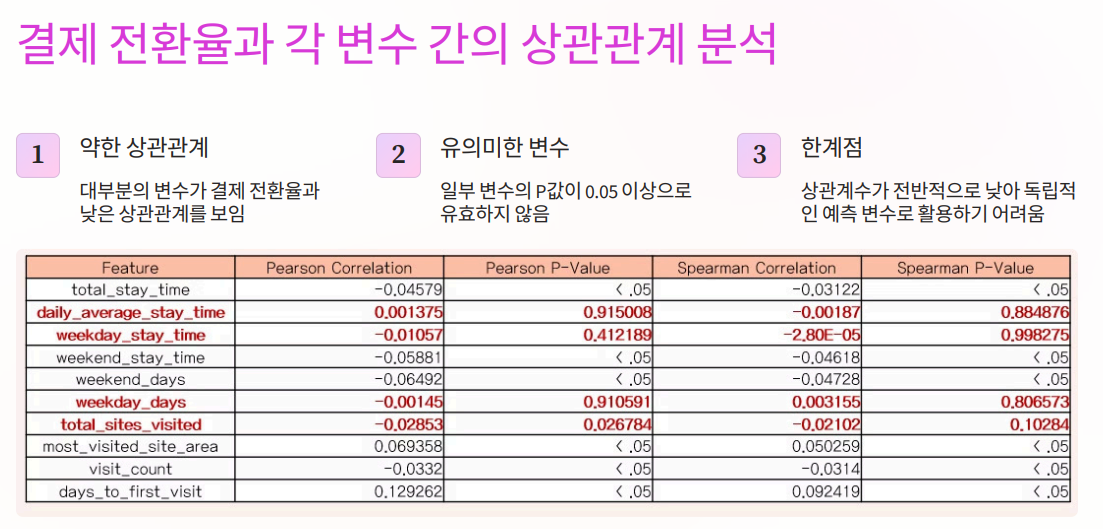 결제 전환율과 각 변수 간의 상관관계 분석
1 약한 상관관계
대부분의 변수가 결제 전환율과
낮은 상관관계를 보임
2 유의미한 변수
일부 변수의 P값이 0.05 이상으로
유효하지 않음
3 한계점
상관계수가 전반적으로 낮아 독립적
인 예측 변수로 활용하기 어려움
Feature Pearson Correlation Pearson P-Value Spearman Correlation Spearman P-Value
total_stay_time -0.04579 < .05 -0.03122 < .05
daily_average_stay_time 0.001375 0.915008 -0.00187 0.884876
weekday_stay_time -0.01057 0.412189 -2.80E-05 0.998275
weekend_stay_time -0.05881 < .05 -0.04618 < .05
weekend_days -0.06492 < .05 -0.04728 < .05
weekday_days -0.00145 0.910591 0.003155 0.806573
total_sites_visited -0.02853 0.026784 -0.02102 0.10284
most_visited_site_area 0.069358 < .05 0.050259 < .05
visit_count -0.0332 < .05 -0.0314 < .05
days_to_first_visit 0.129262 < .05 0.092419 < .05